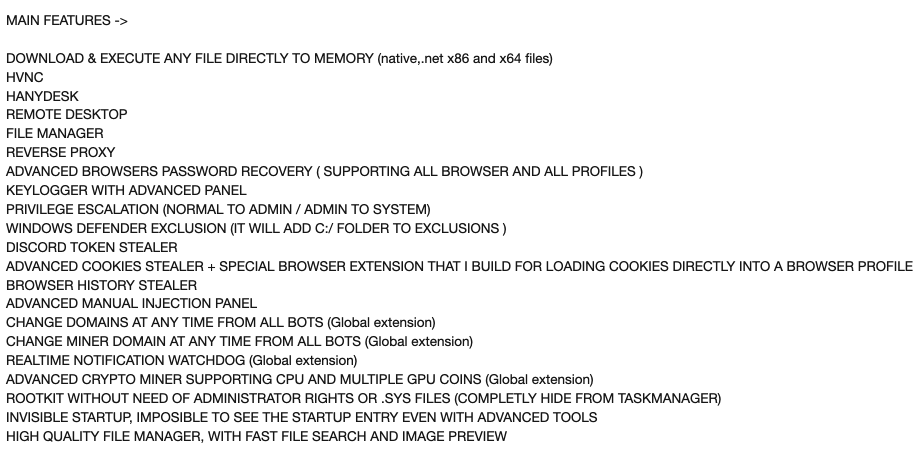 MAIN FEATURES ->
DOWNLOAD & EXECUTE ANY FILE DIRECTLY TO MEMORY (native,.net x86 and x64 files)
HVNC
HANYDESK
REMOTE DESKTOP
FILE MANAGER
REVERSE PROXY
ADVANCED BROWSERS PASSWORD RECOVERY ( SUPPORTING ALL BROWSER AND ALL PROFILES )
KEYLOGGER WITH ADVANCED PANEL
PRIVILEGE ESCALATION (NORMAL TO ADMIN / ADMIN TO SYSTEM)
WINDOWS DEFENDER EXCLUSION (IT WILL ADD C:/ FOLDER TO EXCLUSIONS )
DISCORD TOKEN STEALER
ADVANCED COOKIES STEALER + SPECIAL BROWSER EXTENSION THAT I BUILD FOR LOADING COOKIES DIRECTLY INTO A BROWSER PROFILE
BROWSER HISTORY STEALER
ADVANCED MANUAL INJECTION PANEL
CHANGE DOMAINS AT ANY TIME FROM ALL BOTS (Global extension)
CHANGE MINER DOMAIN AT ANY TIME FROM ALL BOTS (Global extension)
REALTIME NOTIFICATION WATCHDOG (Global extension)
ADVANCED CRYPTO MINER SUPPORTING CPU AND MULTIPLE GPU COINS (Global extension)
ROOTKIT WITHOUT NEED OF ADMINISTRATOR RIGHTS OR .SYS FILES (COMPLETLY HIDE FROM TASKMANAGER)
INVISIBLE STARTUP, IMPOSIBLE TO SEE THE STARTUP ENTRY EVEN WITH ADVANCED TOOLS
HIGH QUALITY FILE MANAGER, WITH FAST FILE SEARCH AND IMAGE PREVIEW